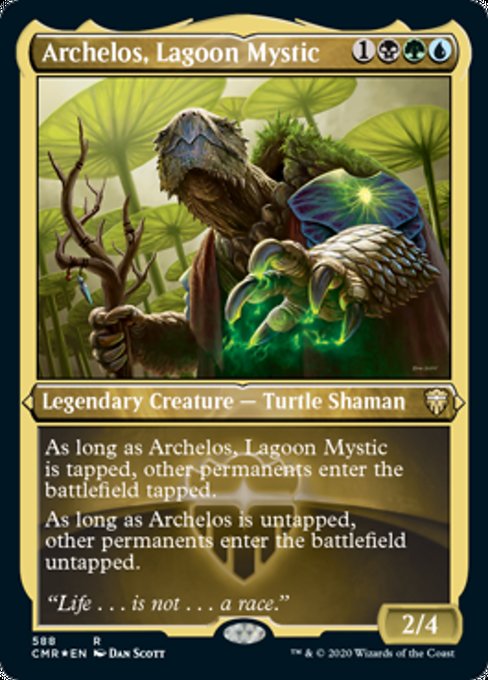 Archelos, Lagoon Mystic 1
Legendary Creature — Turtle Shaman
As long as Archelos, Lagoon Mystic
is tapped, other permanents enter the
battlefield tapped.
As long as Archelos is untapped,
other permanents enter the battlefield
untapped.
“Life . . . is not . . . a race.”
2/4
588 R
CMR★EN Dan Scott
™ & © 2020 Wizards of the Coast